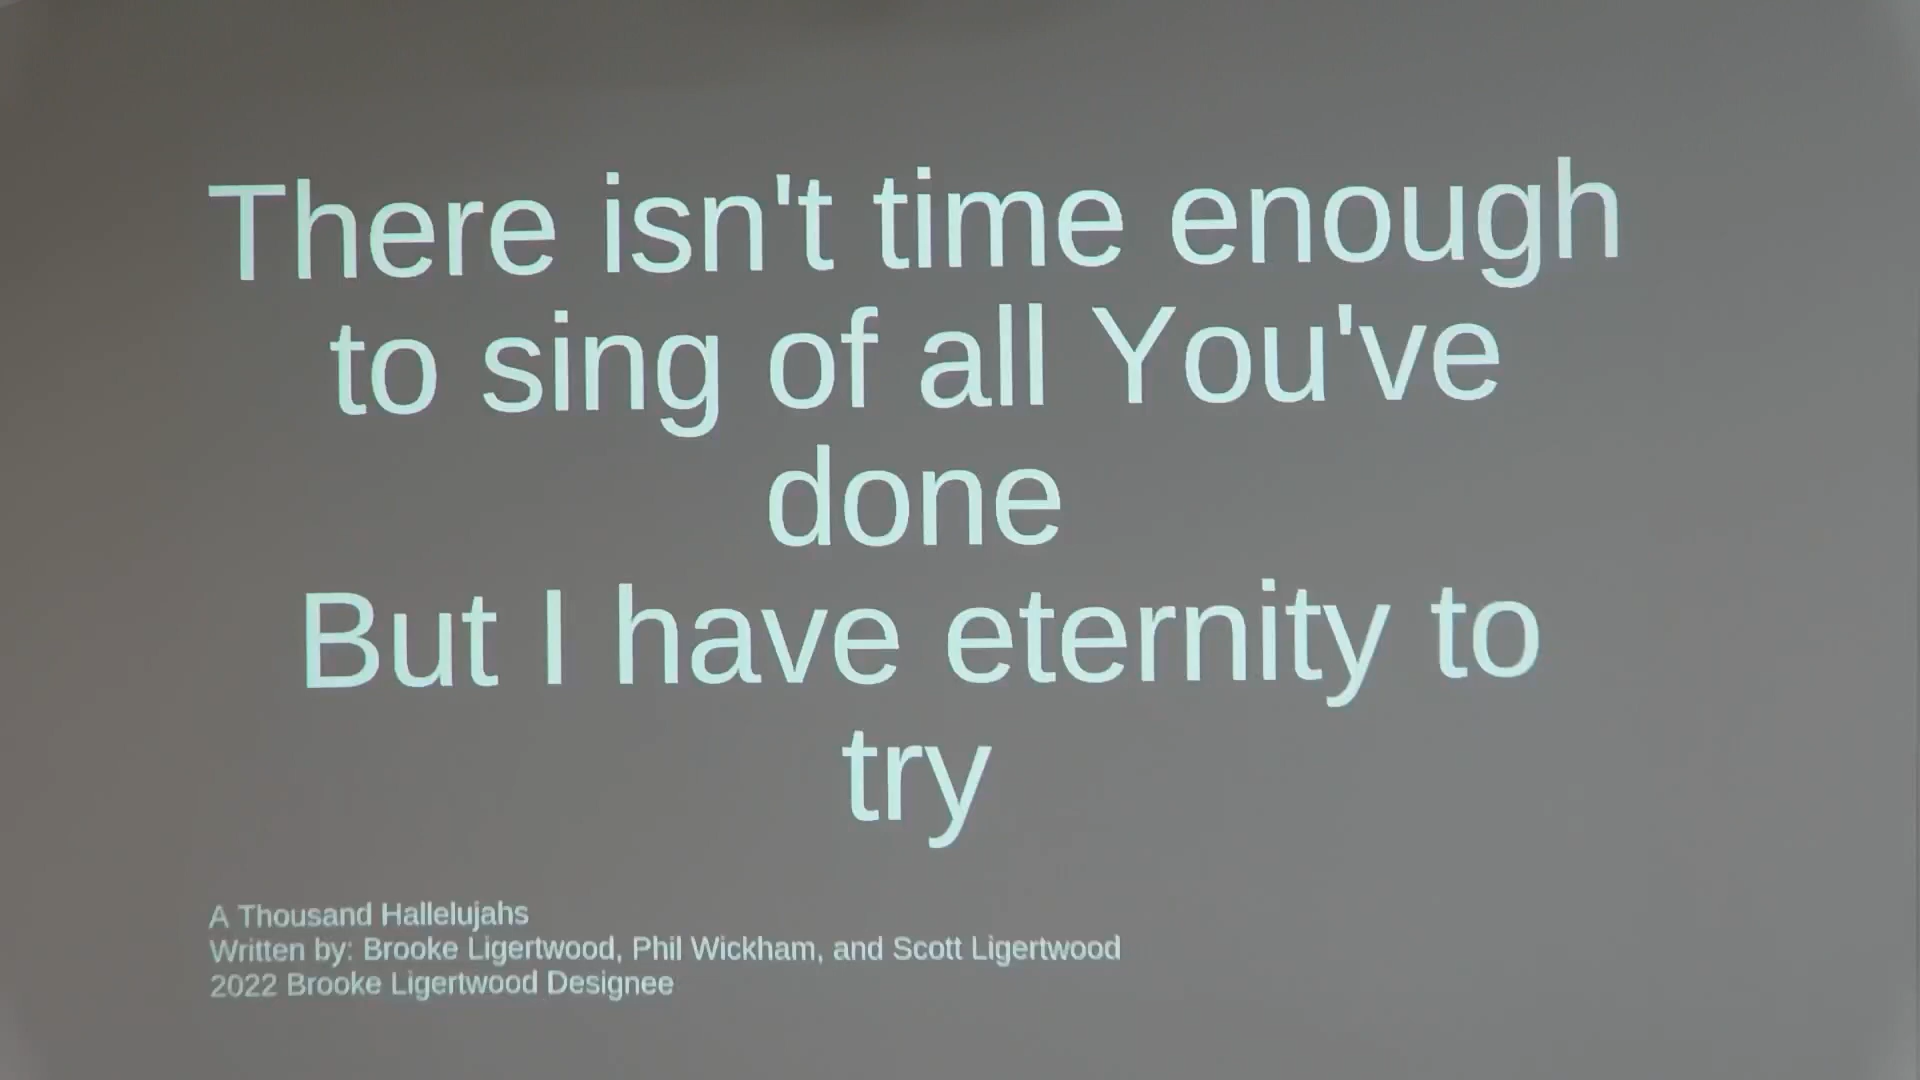 There isn't time enough
to sing of all You've
done
But I have eternity to
try
A Thousand Hallelujahs
Written by: Brooke Ligertwood, Phil Wickham, and Scott Ligertwood
2022 Brooke Ligertwood Designee